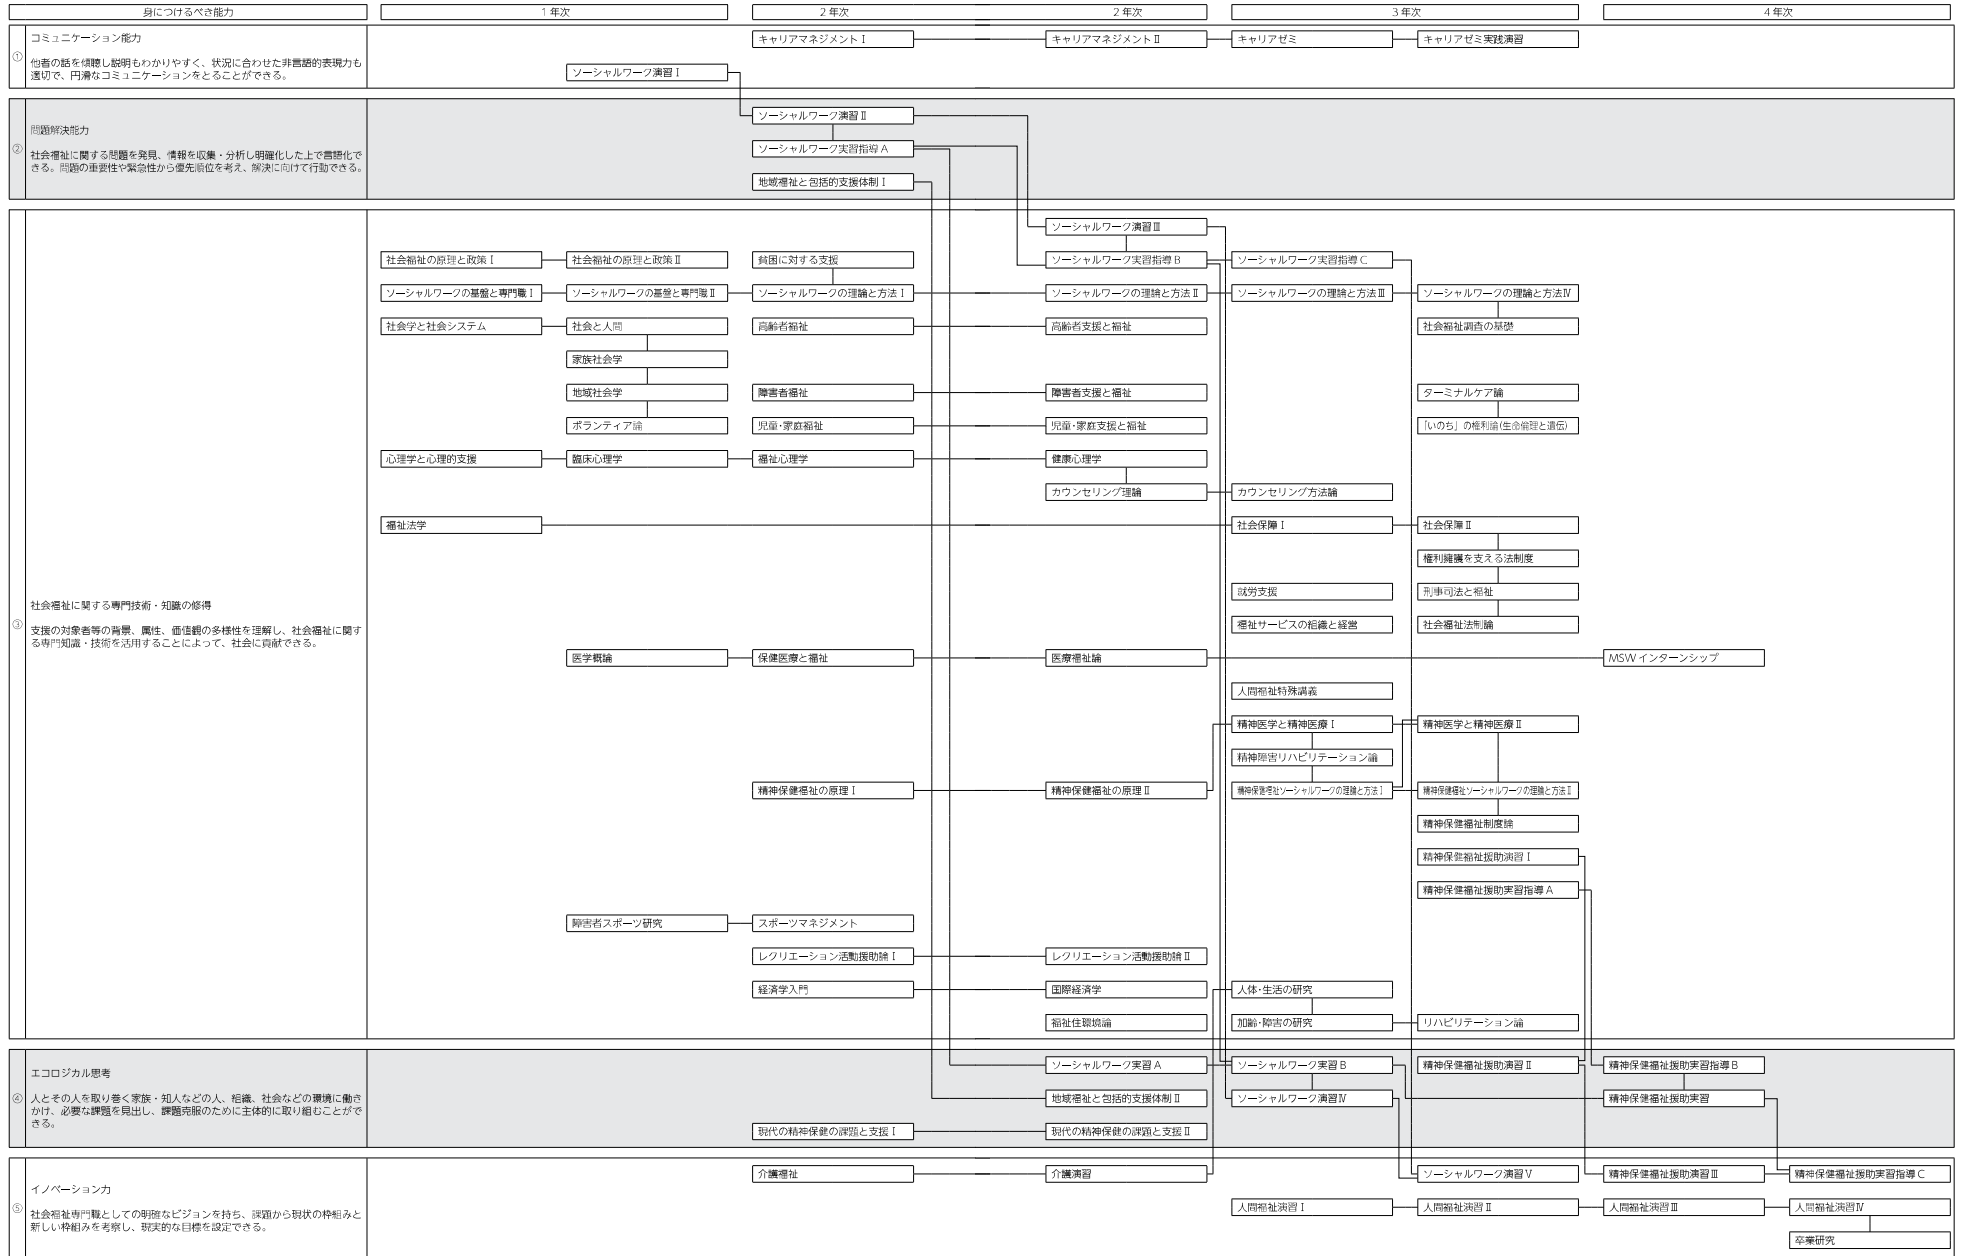 身につけるべき能力
1年次
2年次
2年次
3年次
4年次
①
コミュニケーション能力
他者の話を傾聴し説明もわかりやすく、状況に合わせた非言語的表現力も
適切で、円滑なコミュニケーションをとることができる。
キャリアマネジメントⅠ
キャリアマネジメントⅡ
キャリアゼミ
キャリアゼミ実践演習
ソーシャルワーク演習Ⅰ
②
問題解決能力
社会福祉に関する問題を発見、情報を収集・分析し明確化した上で言語化で
きる。問題の重要性や緊急性から優先順位を考え、解決に向けて行動できる。
ソーシャルワーク演習Ⅱ
ソーシャルワーク実習指導A
地域福祉と包括的支援体制Ⅰ
③
社会福祉に関する専門技術・知識の修得
支援の対象者等の背景、属性、価値観の多様性を理解し、社会福祉に関す
る専門知識・技術を活用することによって、社会に貢献できる。
ソーシャルワーク演習Ⅲ
社会福祉の原理と政策Ⅰ
社会福祉の原理と政策Ⅱ
貧困に対する支援
ソーシャルワーク実習指導B
ソーシャルワーク実習指導C
ソーシャルワークの基盤と専門職Ⅰ
ソーシャルワークの基盤と専門職Ⅱ
ソーシャルワークの理論と方法Ⅰ
ソーシャルワークの理論と方法Ⅱ
ソーシャルワークの理論と方法Ⅲ
ソーシャルワークの理論と方法Ⅳ
社会学と社会システム
社会と人間
高齢者福祉
高齢者支援と福祉
社会福祉調査の基礎
家族社会学
地域社会学
障害者福祉
障害者支援と福祉
ターミナルケア論
ボランティア論
児童・家庭福祉
児童・家庭支援と福祉
「いのち」の権利論(生命倫理と遺伝)
心理学と心理的支援
臨床心理学
福祉心理学
健康心理学
カウンセリング理論
カウンセリング方法論
福祉法学
社会保障Ⅰ
社会保障Ⅱ
権利擁護を支える法制度
就労支援
刑事司法と福祉
福祉サービスの組織と経営
社会福祉法制論
医学概論
保健医療と福祉
医療福祉論
MSWインターンシップ
人間福祉特殊講義
精神医学と精神医療Ⅰ
精神医学と精神医療Ⅱ
精神障害リハビリテーション論
精神保健福祉の原理Ⅰ
精神保健福祉の原理Ⅱ
精神保健福祉ソーシャルワークの理論と方法Ⅰ
精神保健福祉ソーシャルワークの理論と方法Ⅱ
精神保健福祉制度論
精神保健福祉援助演習Ⅰ
精神保健福祉援助実習指導A
障害者スポーツ研究
スポーツマネジメント
レクリエーション活動援助論Ⅰ
レクリエーション活動援助論Ⅱ
経済学入門
国際経済学
人体・生活の研究
福祉住環境論
加齢・障害の研究
リハビリテーション論
④
エコロジカル思考
人とその人を取り巻く家族・知人などの人、組織、社会などの環境に働き
かけ、必要な課題を見出し、課題克服のために主体的に取り組むことがで
きる。
ソーシャルワーク実習A
ソーシャルワーク実習B
精神保健福祉援助演習Ⅱ
精神保健福祉援助実習指導B
地域福祉と包括的支援体制Ⅱ
ソーシャルワーク演習Ⅳ
精神保健福祉援助実習
現代の精神保健の課題と支援Ⅰ
現代の精神保健の課題と支援Ⅱ
⑤
イノベーション力
社会福祉専門職としての明確なビジョンを持ち、課題から現状の枠組みと
新しい枠組みを考察し、現実的な目標を設定できる。
介護福祉
介護演習
ソーシャルワーク演習Ⅴ
精神保健福祉援助演習Ⅲ
精神保健福祉援助実習指導C
人間福祉演習Ⅰ
人間福祉演習Ⅱ
人間福祉演習Ⅲ
人間福祉演習Ⅳ
卒業研究